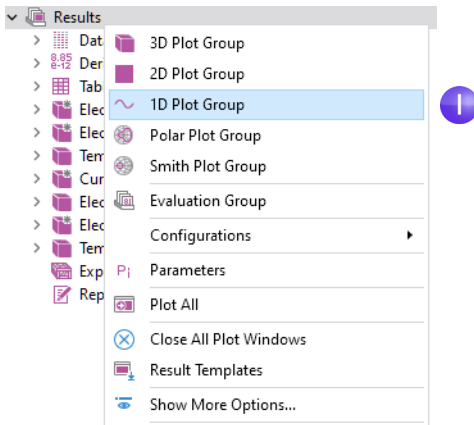 Results
Dat
3D Plot Group
8.85
e-12
Der
2D Plot Group
Tab
1D Plot Group
I
Elec
Elec
Polar Plot Group
Tem
Smith Plot Group
Cur
Elec
Evaluation Group
Elec
Configurations
Tem
Exp
Pi Parameters
Rep
Plot All
Close All Plot Windows
Result Templates
Show More Options...